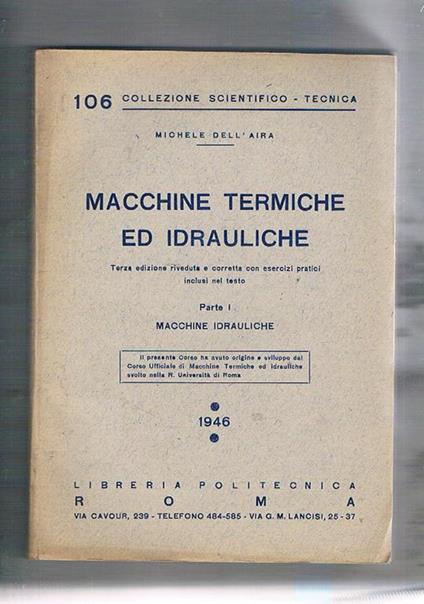 106 COLLEZIONE SCIENTIFICO - TECNICA
MICHELE DELL'AIRA
MACCHINE TERMICHE
ED IDRAULICHE
Terza edizione riveduta e corretta con esercizi pratici
inclusi nel testo
Parte I
MACCHINE IDRAULICHE
Il presente Corso ha avuto origine e sviluppo dal
Corso Ufficiale di Macchine Termiche ed Idrauliche
svolto nella R. Università di Roma
1946
LIBRERIA POLITECNICA
ROMA
VIA CAVOUR, 239 - TELEFONO 484-585 - VIA G. M. LANCISI, 25 - 37